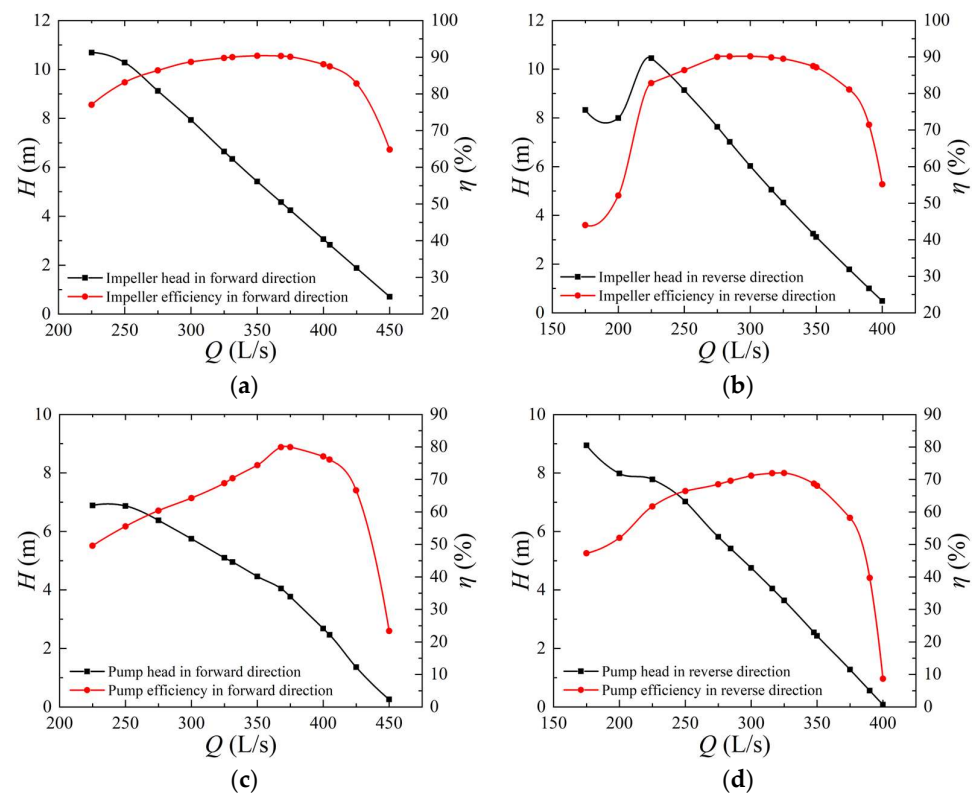 12
10
8
6
4
2
0
H (m)
100
90
80
70
60
50
40
30
20
η (%)
Impeller head in forward direction
Impeller efficiency in forward direction
200 250 300 350 400 450
Q (L/s)
(a)
12
10
8
6
4
2
0
H (m)
100
90
80
70
60
50
40
30
20
η (%)
Impeller head in reverse direction
Impeller efficiency in reverse direction
150 200 250 300 350 400
Q (L/s)
(b)
10
8
6
4
2
0
H (m)
90
80
70
60
50
40
30
20
10
0
η (%)
Pump head in forward direction
Pump efficiency in forward direction
200 250 300 350 400 450
Q (L/s)
(c)
10
8
6
4
2
0
H (m)
90
80
70
60
50
40
30
20
10
0
η (%)
Pump head in reverse direction
Pump efficiency in reverse direction
150 200 250 300 350 400
Q (L/s)
(d)